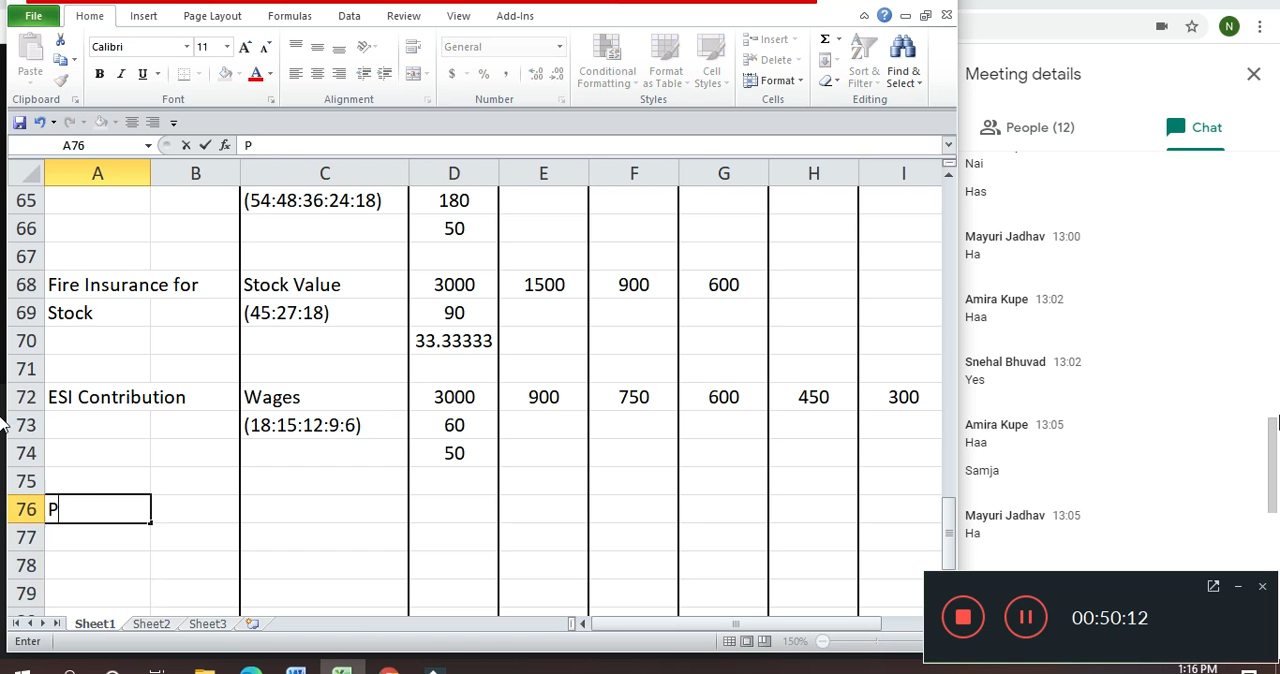 File Home Insert Page Layout Formulas Data Review View Add-Ins
Calibri 11 General Insert
Paste Conditional Format Cell Delete Sort & Find &
Formatting as Table Styles Format Filter Select
Clipboard Font Alignment Number Styles Cells Editing
A76 P
A B C D E F G H I
65 (54:48:36:24:18) 180
66 50
67
68 Fire Insurance for Stock Value 3000 1500 900 600
69 Stock (45:27:18) 90
70 33.33333
71
72 ESI Contribution Wages 3000 900 750 600 450 300
73 (18:15:12:9:6) 60
74 50
75
76 P
77
78
79
Sheet1 Sheet2 Sheet3
Enter 150%
N
Meeting details
People (12) Chat
Nai
Has
Mayuri Jadhav 13:00
Ha
Amira Kupe 13:02
Haa
Snehal Bhuvad 13:02
Yes
Amira Kupe 13:05
Haa
Samja
Mayuri Jadhav 13:05
Ha
00:50:12
1:16 PM